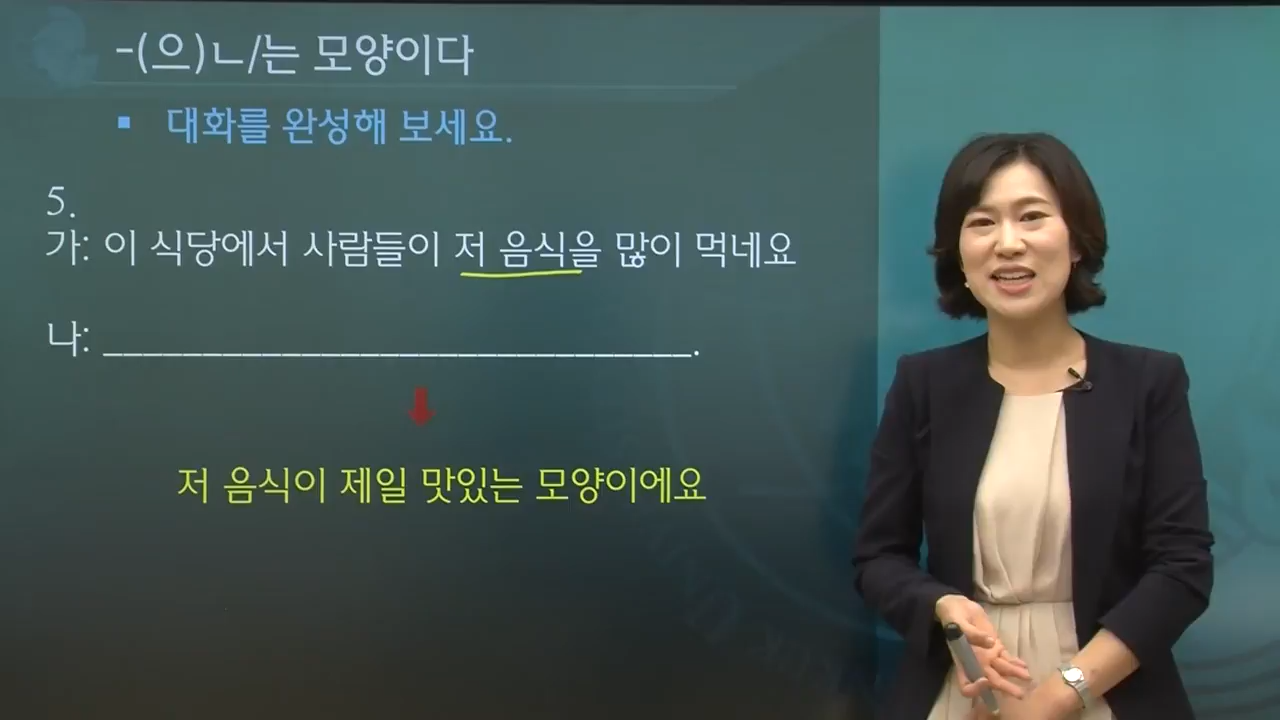 -(으)ㄴ/는 모양이다
▪ 대화를 완성해 보세요.
5.
가: 이 식당에서 사람들이 저 음식을 많이 먹네요
나: ______________________________.
저 음식이 제일 맛있는 모양이에요